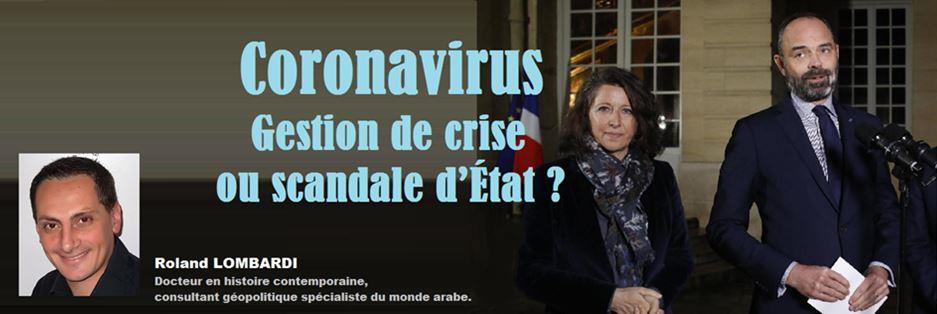 Coronavirus
Gestion de crise
ou scandale d'État ?
Roland LOMBARDI
Docteur en histoire contemporaine,
consultant géopolitique spécialiste du monde arabe.